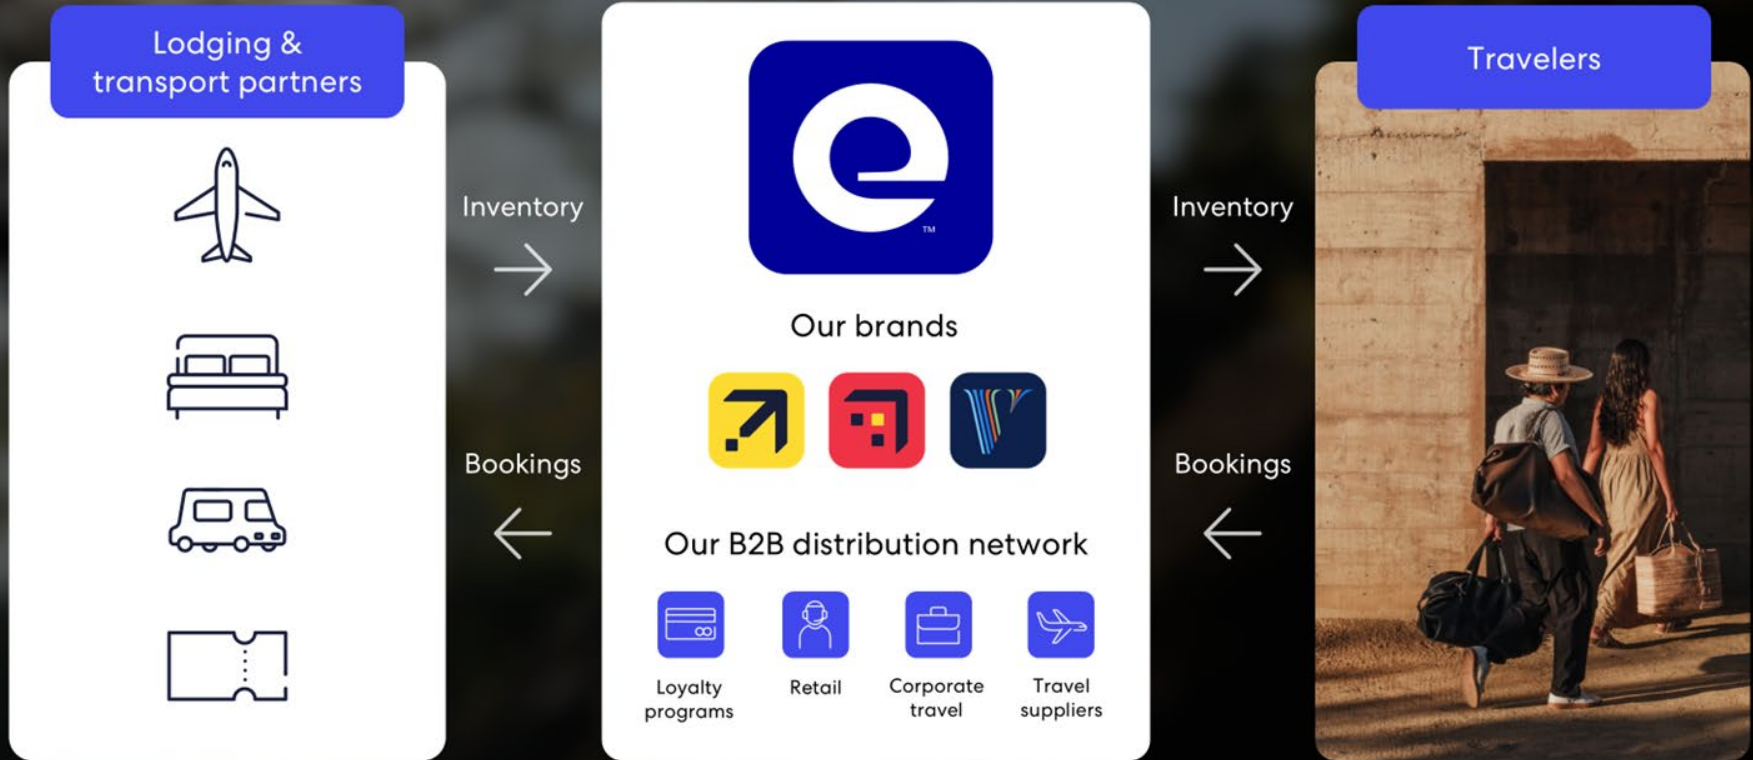 Lodging &
transport partners
Inventory
Bookings
TM
Our brands
Our B2B distribution network
Loyalty
programs
Retail
Corporate
travel
Travel
suppliers
Inventory
Bookings
Travelers